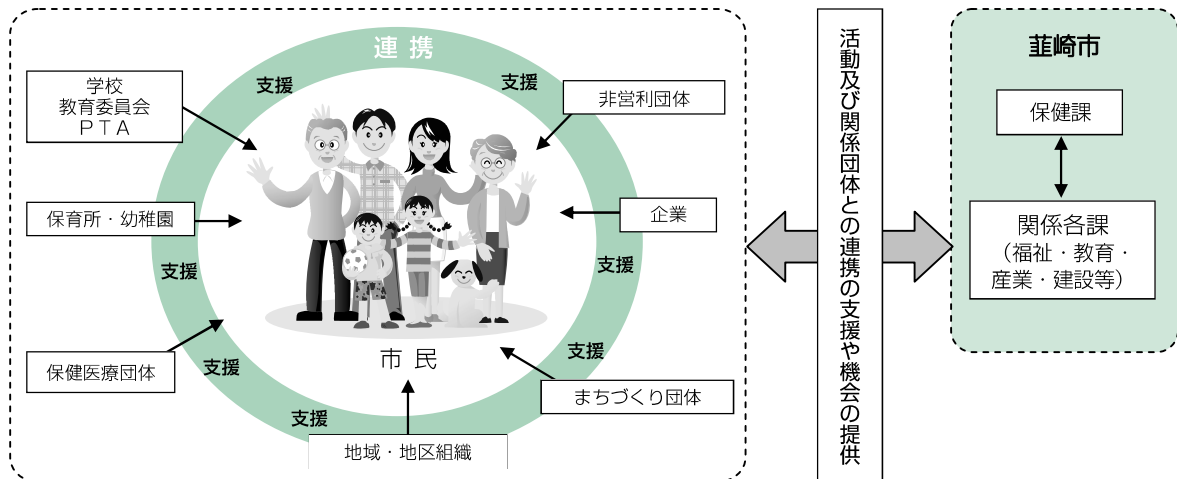 連 携
支援
支援
学校
教育委員会
ＰＴＡ
非営利団体
保育所・幼稚園
企業
支援
支援
保健医療団体
支援
支援
市 民
まちづくり団体
支援
地域・地区組織
活動及び関係団体との連携の支援や機会の提供
韮崎市
保健課
関係各課
（福祉・教育・
産業・建設等）